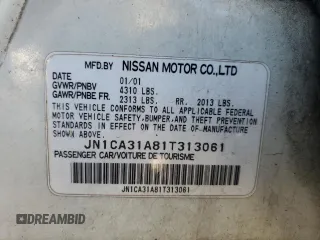 MFD.BY NISSAN MOTOR CO.,LTD
DATE 01/01
GVWR/PNBV 4310 LBS.
GAWR/PNBE FR. 2313 LBS. RR. 2013 LBS.
THIS VEHICLE CONFORMS TO ALL APPLICABLE FEDERAL
MOTOR VEHICLE SAFETY,BUMPER,AND THEFT PREVENTION
STANDARDS IN EFFECT ON THE DATE OF MANUFACTURE
SHOWN ABOVE.
JN1CA31A81T313061
PASSENGER CAR/VOITURE DE TOURISME
JN1CA31A81T313061
DREAMBID